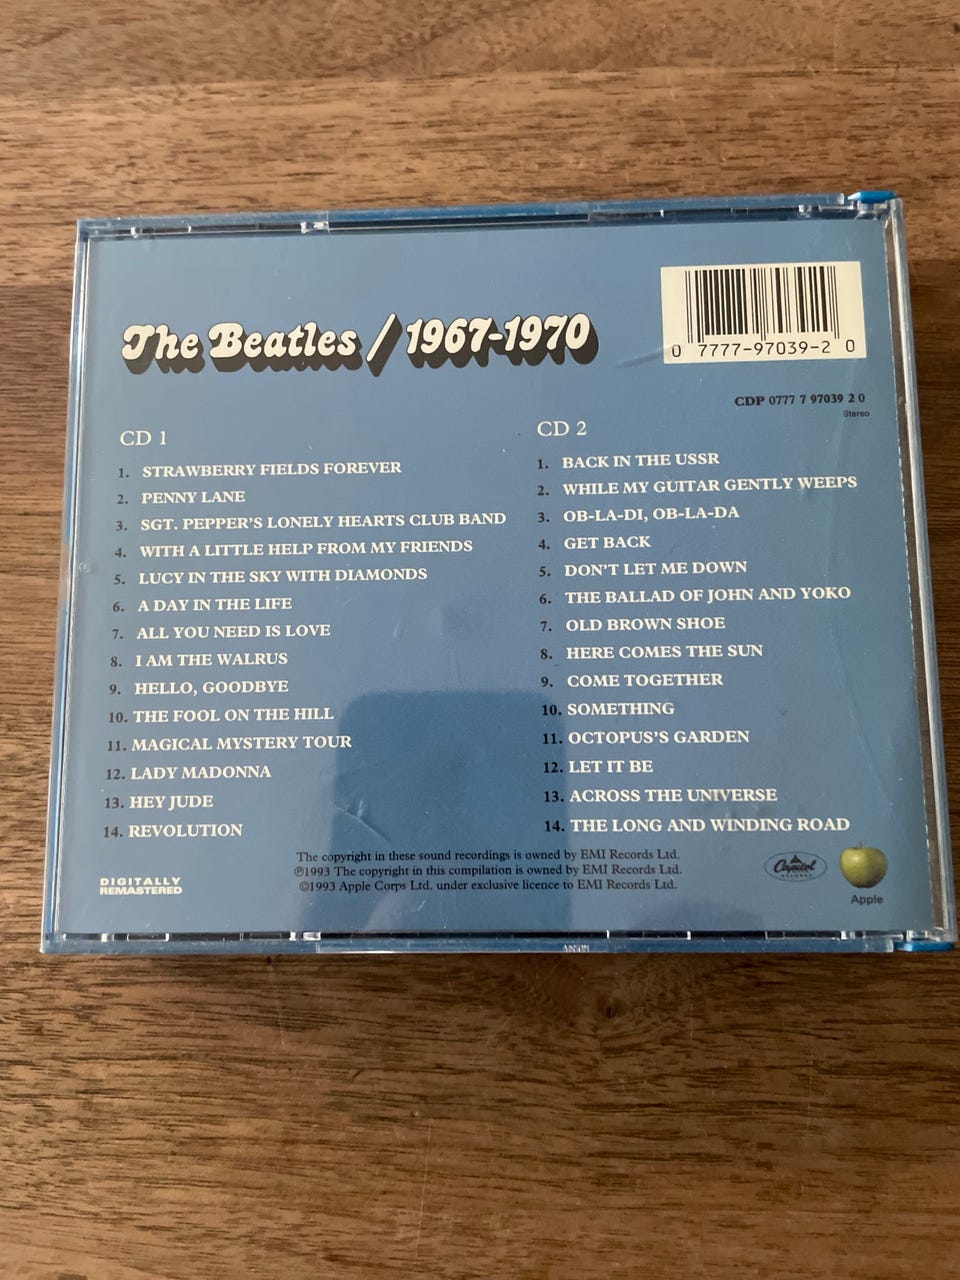 The Beatles / 1967-1970
0 7777-97039-2 0
CDP 0777 7 97039 2 0
Stereo
CD 1
1. STRAWBERRY FIELDS FOREVER
2. PENNY LANE
3. SGT. PEPPER'S LONELY HEARTS CLUB BAND
4. WITH A LITTLE HELP FROM MY FRIENDS
5. LUCY IN THE SKY WITH DIAMONDS
6. A DAY IN THE LIFE
7. ALL YOU NEED IS LOVE
8. I AM THE WALRUS
9. HELLO, GOODBYE
10. THE FOOL ON THE HILL
11. MAGICAL MYSTERY TOUR
12. LADY MADONNA
13. HEY JUDE
14. REVOLUTION
CD 2
1. BACK IN THE USSR
2. WHILE MY GUITAR GENTLY WEEPS
3. OB-LA-DI, OB-LA-DA
4. GET BACK
5. DON'T LET ME DOWN
6. THE BALLAD OF JOHN AND YOKO
7. OLD BROWN SHOE
8. HERE COMES THE SUN
9. COME TOGETHER
10. SOMETHING
11. OCTOPUS'S GARDEN
12. LET IT BE
13. ACROSS THE UNIVERSE
14. THE LONG AND WINDING ROAD
DIGITALLY
REMASTERED
The copyright in these sound recordings is owned by EMI Records Ltd.
℗1993 The copyright in this compilation is owned by EMI Records Ltd.
©1993 Apple Corps Ltd. under exclusive licence to EMI Records Ltd.
Capitol
RECORDS
Apple